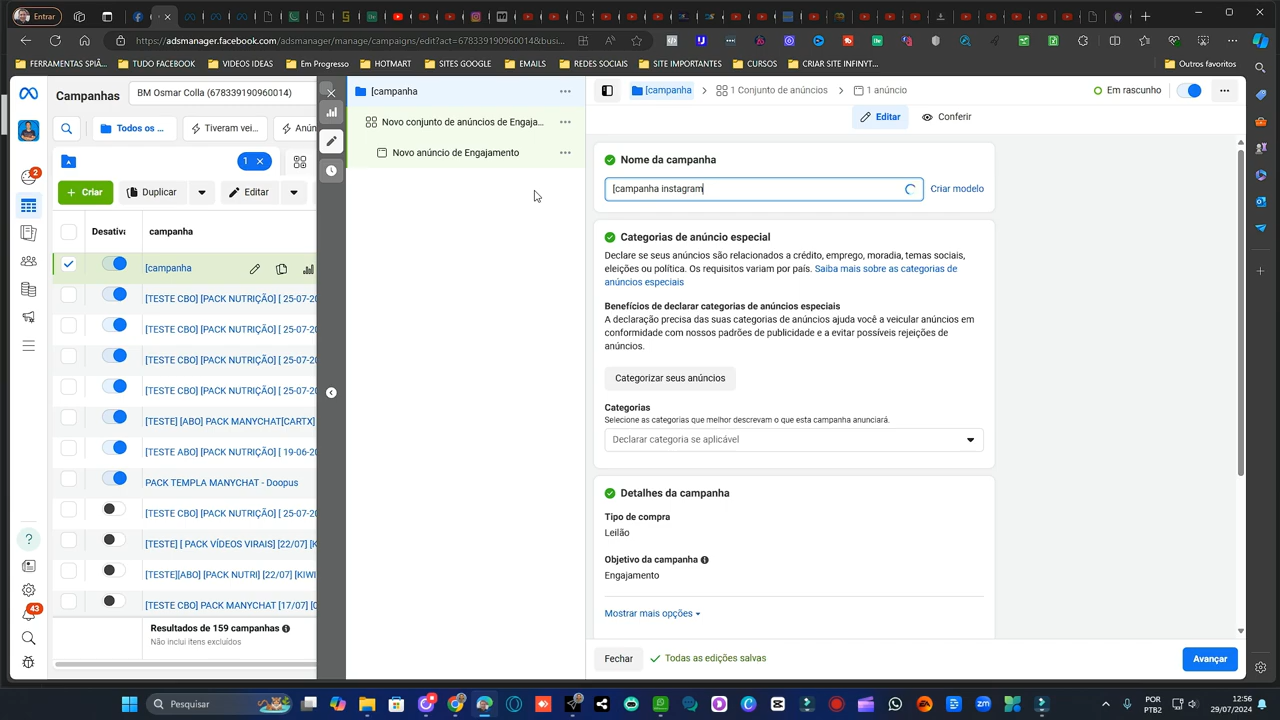 Entrar
https://adsmanager.facebook.com/adsmanager/manage/campaigns/edit?act=678339190960014&busi...
FERRAMENTAS SPIÃ...
TUDO FACEBOOK
VIDEOS IDEAS
Em Progresso
HOTMART
SITES GOOGLE
EMAILS
REDES SOCIAIS
SITE IMPORTANTES
CURSOS
CRIAR SITE INFINYT...
Outros favoritos
Campanhas
BM Osmar Colla (678339190960014)
[campanha
[campanha
1 Conjunto de anúncios
1 anúncio
Em rascunho
Editar
Conferir
Todos os ...
Tiveram vei...
Anún
Novo conjunto de anúncios de Engaja...
Novo anúncio de Engajamento
1
2
Criar
Duplicar
Editar
Nome da campanha
[campanha instagram
Criar modelo
Desativa
campanha
[campanha
[TESTE CBO] [PACK NUTRIÇÃO] [ 25-07-20
[TESTE CBO] [PACK NUTRIÇÃO] [ 25-07-20
[TESTE CBO] [PACK NUTRIÇÃO] [ 25-07-20
[TESTE CBO] [PACK NUTRIÇÃO] [ 25-07-20
[TESTE] [ABO] PACK MANYCHAT[CARTX]
[TESTE ABO] [PACK NUTRIÇÃO] [ 19-06-20
PACK TEMPLA MANYCHAT - Doopus
[TESTE CBO] [PACK NUTRIÇÃO] [ 25-07-20
[TESTE] [ PACK VÍDEOS VIRAIS] [22/07] [K
[TESTE][ABO] [PACK NUTRI] [22/07] [KIWI
[TESTE CBO] PACK MANYCHAT [17/07] [C
Resultados de 159 campanhas
Não inclui itens excluídos
43
Categorias de anúncio especial
Declare se seus anúncios são relacionados a crédito, emprego, moradia, temas sociais,
eleições ou política. Os requisitos variam por país. Saiba mais sobre as categorias de
anúncios especiais
Benefícios de declarar categorias de anúncios especiais
A declaração precisa das suas categorias de anúncios ajuda você a veicular anúncios em
conformidade com nossos padrões de publicidade e a evitar possíveis rejeições de
anúncios.
Categorizar seus anúncios
Categorias
Selecione as categorias que melhor descrevam o que esta campanha anunciará.
Declarar categoria se aplicável
Detalhes da campanha
Tipo de compra
Leilão
Objetivo da campanha
Engajamento
Mostrar mais opções
Fechar
Todas as edições salvas
Avançar
Pesquisar
POR
PTB2
12:56
29/07/2024